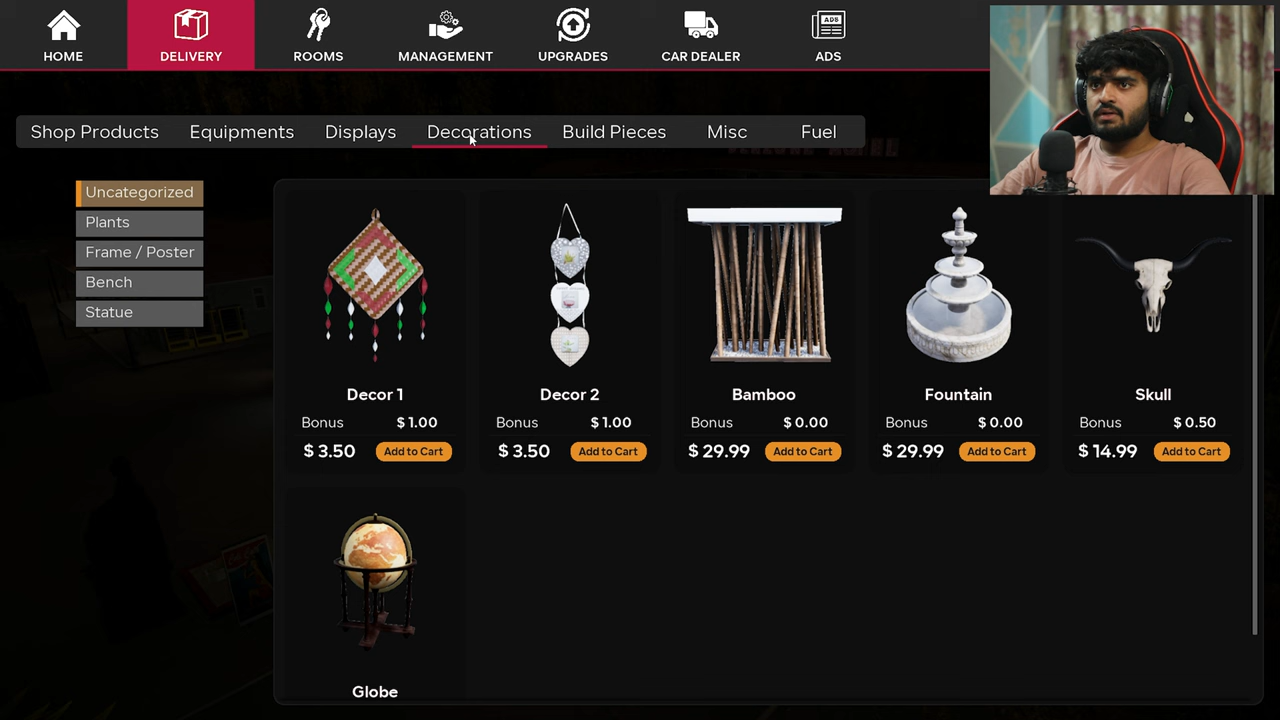 HOME
DELIVERY
ROOMS
MANAGEMENT
UPGRADES
CAR DEALER
ADS
ADS
Shop Products
Equipments
Displays
Decorations
Build Pieces
Misc
Fuel
Uncategorized
Plants
Frame / Poster
Bench
Statue
Decor 1
Bonus $ 1.00
$ 3.50 Add to Cart
Decor 2
Bonus $ 1.00
$ 3.50 Add to Cart
Bamboo
Bonus $ 0.00
$ 29.99 Add to Cart
Fountain
Bonus $ 0.00
$ 29.99 Add to Cart
Skull
Bonus $ 0.50
$ 14.99 Add to Cart
Globe